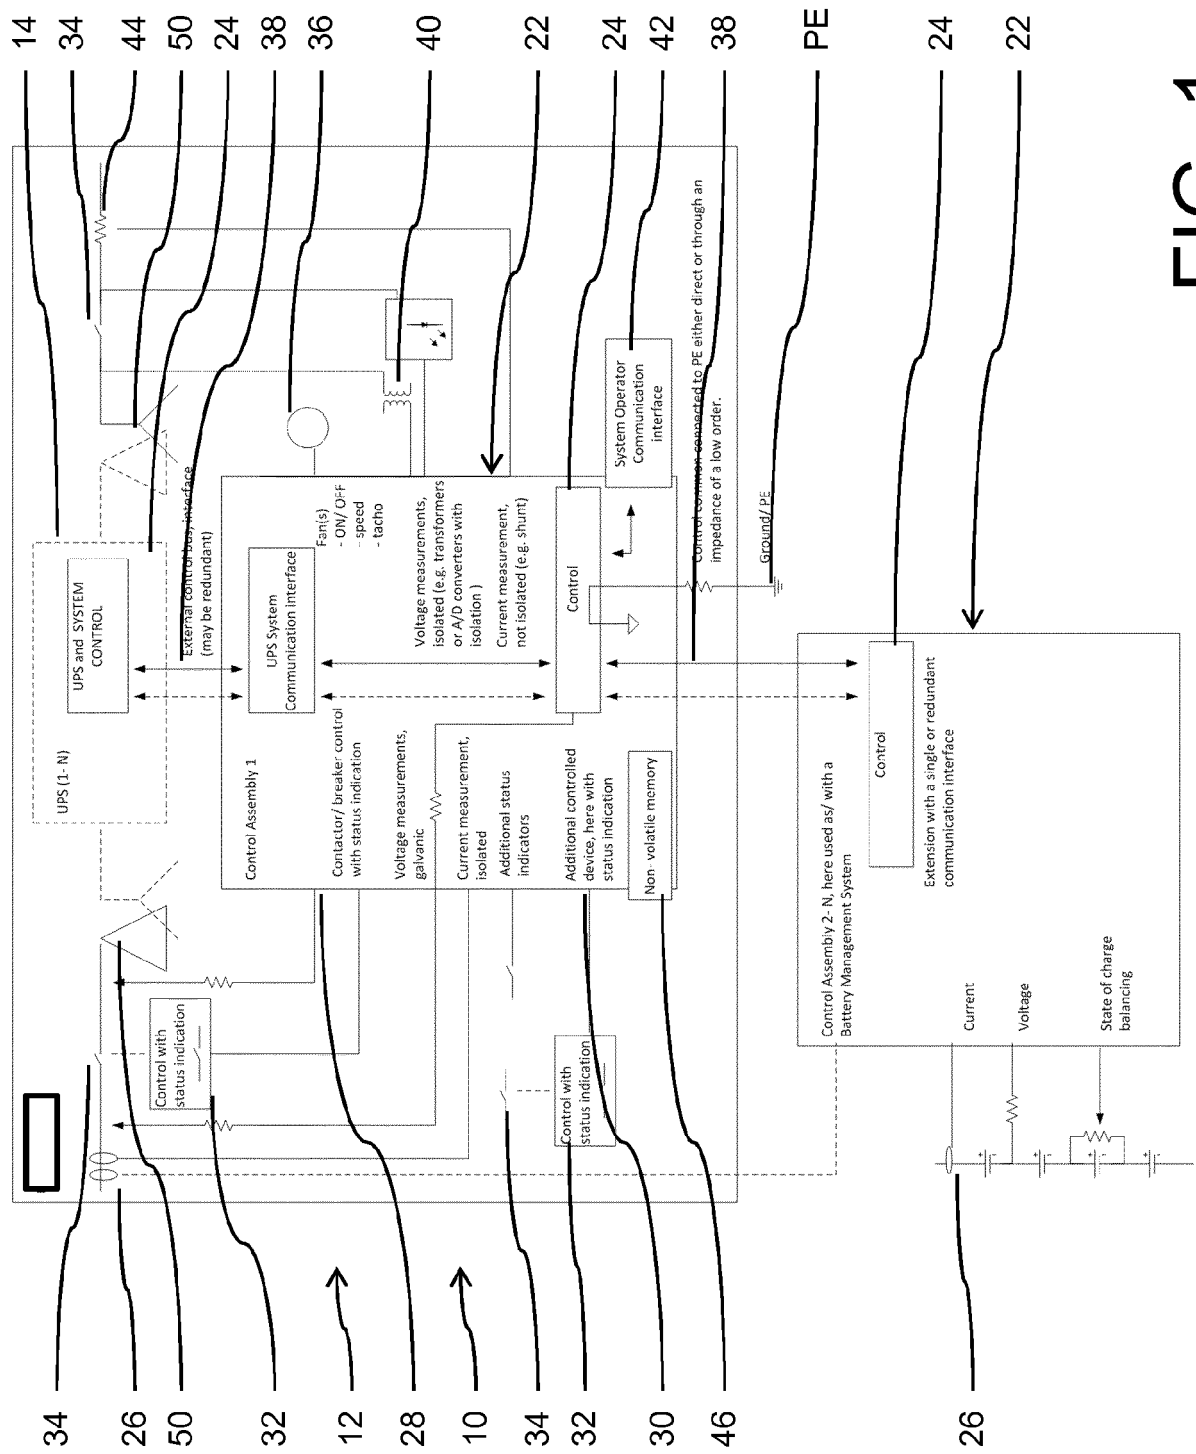 14
34
44
50
24
38
36
40
22
24
42
38
PE
24
22
UPS (1- N)
UPS and SYSTEM
CONTROL
External control bus, interface
(may be redundant)
Control Assembly 1
UPS System
Communication interface
Fan(s)
- ON/ OFF
- speed
- tacho
Contactor/ breaker control
with status indication
Voltage measurements,
galvanic
Current measurement,
isolated
Additional status
indicators
Additional controlled
device, here with
status indication
Non- volatile memory
Voltage measurements,
isolated (e.g. transformers
or A/D converters with
isolation )
Current measurement,
not isolated (e.g. shunt)
Control
System Operator
Communication
interface
Control common connected to PE either direct or through an
impedance of a low order.
Ground/ PE
Control with
status indication
Control with
status indication
Control Assembly 2- N, here used as/ with a
Battery Management System
Control
Extension with a single or redundant
communication interface
Current
Voltage
State of charge
balancing
+
-
+
-
+
-
+
-
34
26
50
32
12
28
10
34
32
30
46
26
FIG. 1